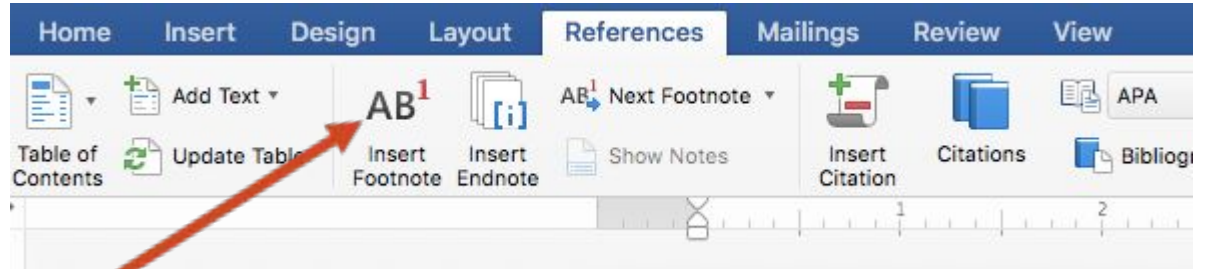 Home Insert Design Layout References Mailings Review View
Add Text
AB1
[i]
AB1 Next Footnote
APA
Table of Contents
Update Table
Insert Footnote
Insert Endnote
Show Notes
Insert Citation
Citations
1 2